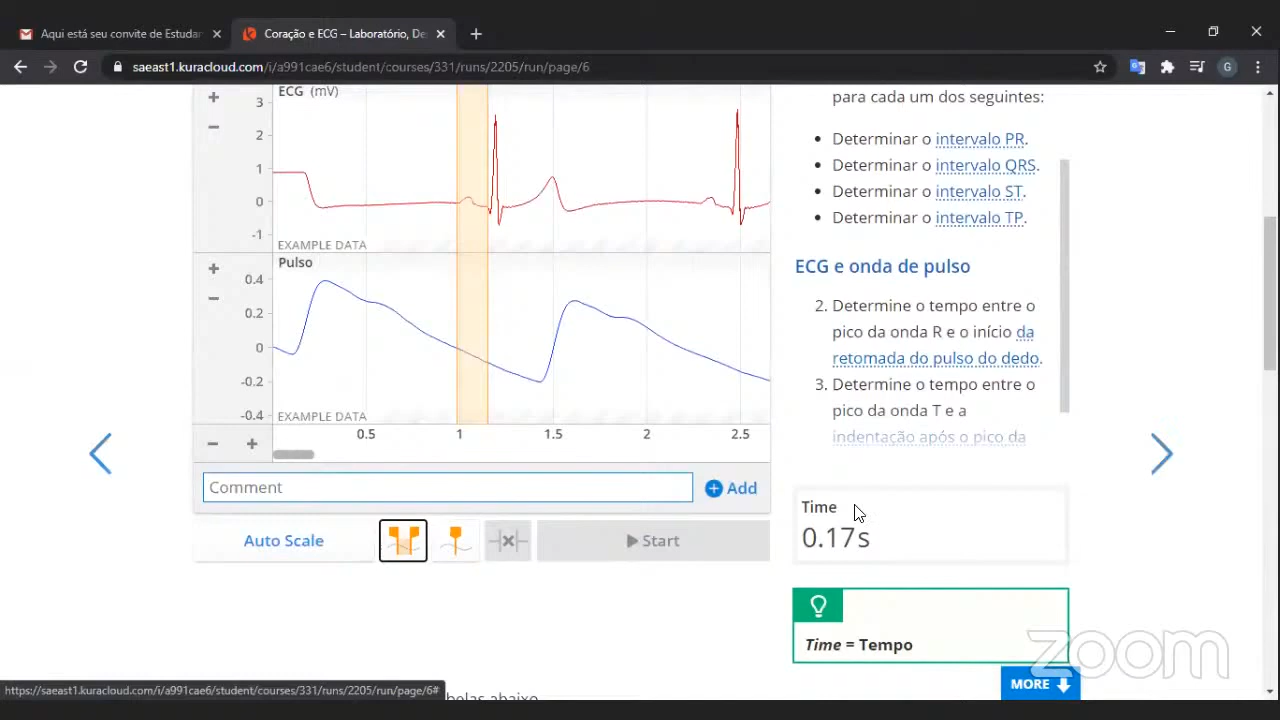 Aqui está seu convite de Estudar
Coração e ECG – Laboratório, De
saeast1.kuracloud.com/i/a991cae6/student/courses/331/runs/2205/run/page/6
G
ECG (mV)
3
2
1
0
-1
EXAMPLE DATA
Pulso
0.4
0.2
0
-0.2
-0.4
EXAMPLE DATA
0.5
1
1.5
2
2.5
Comment
Add
Auto Scale
Start
para cada um dos seguintes:
• Determinar o intervalo PR.
• Determinar o intervalo QRS.
• Determinar o intervalo ST.
• Determinar o intervalo TP.
ECG e onda de pulso
2. Determine o tempo entre o
pico da onda R e o início da
retomada do pulso do dedo.
3. Determine o tempo entre o
pico da onda T e a
indentação após o pico da
Time
0.17s
Time = Tempo
zoom
MORE
https://saeast1.kuracloud.com/i/a991cae6/student/courses/331/runs/2205/run/page/6#
belas abaixo